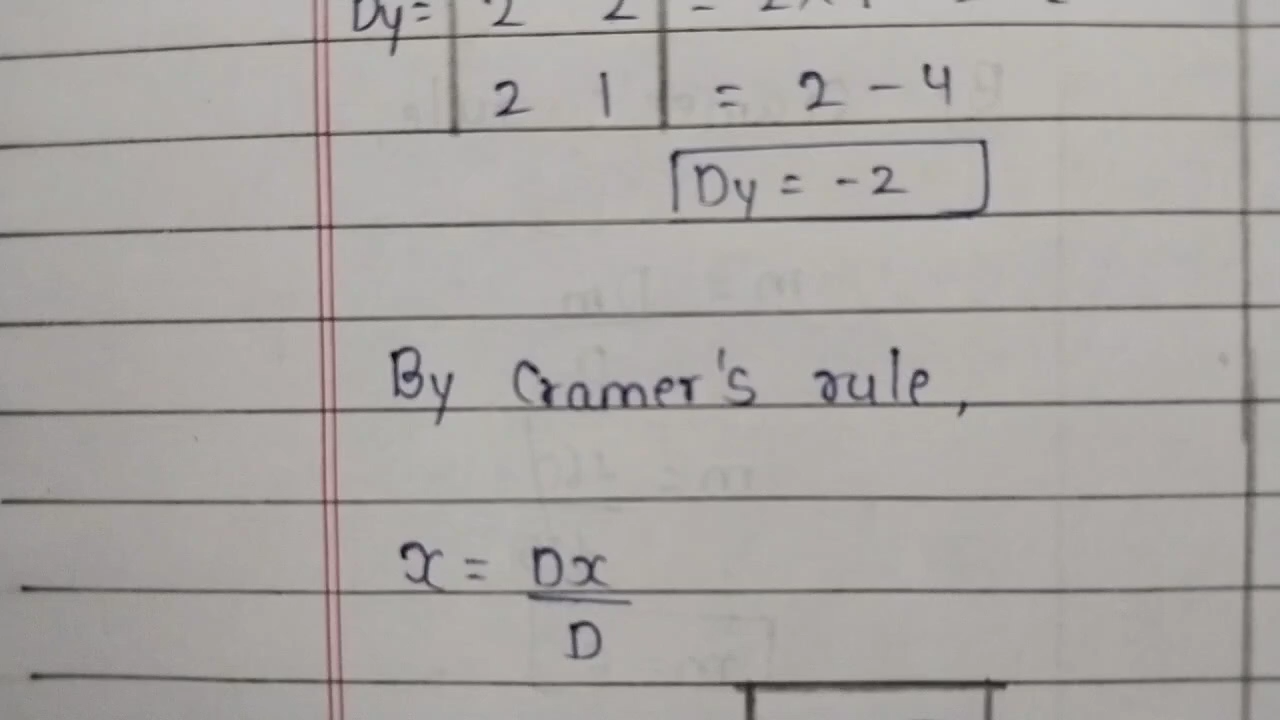 Dy = | 2 2 |
| 2 1 | = 2 - 4
Dy = -2
By Cramer's rule,
x = Dx
D